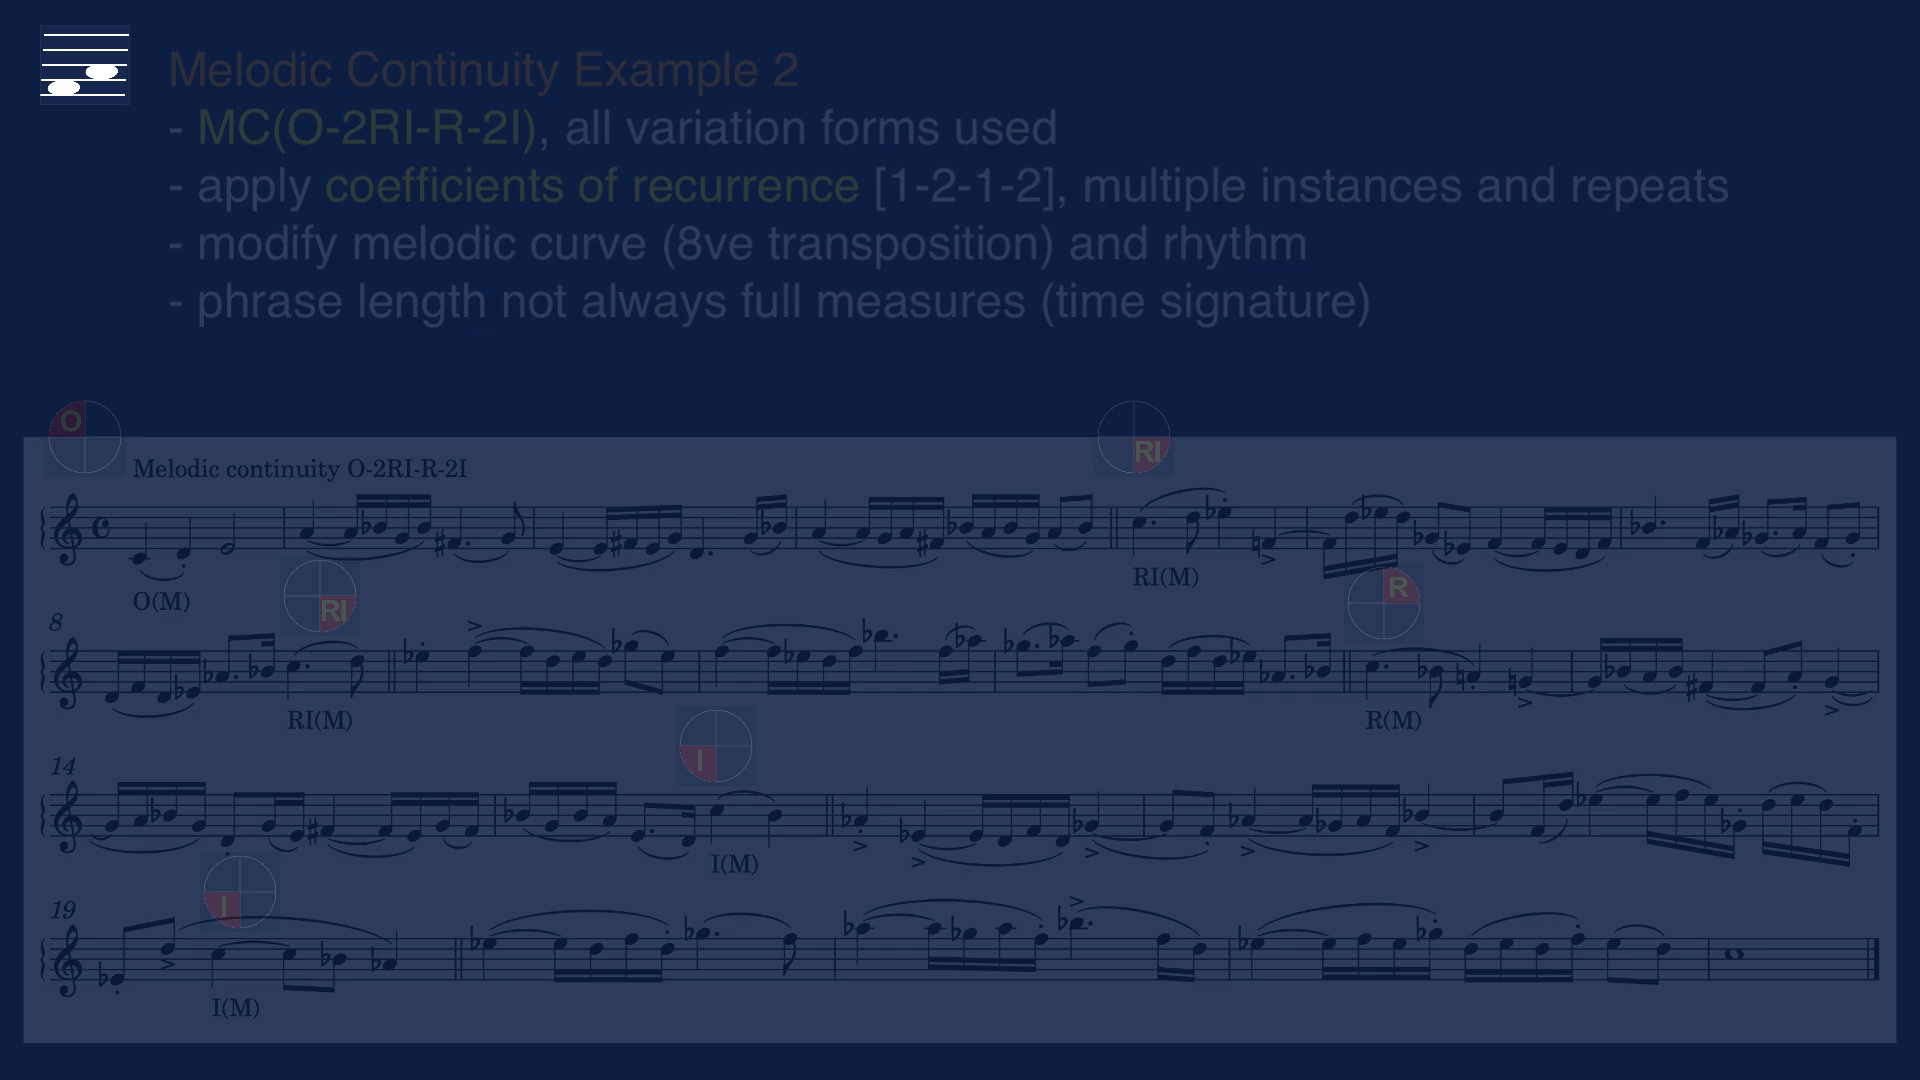 Melodic Continuity Example 2
- MC(O-2RI-R-2I), all variation forms used
- apply coefficients of recurrence [1-2-1-2], multiple instances and repeats
- modify melodic curve (8ve transposition) and rhythm
- phrase length not always full measures (time signature)
O
RI
Melodic continuity O-2RI-R-2I
O(M)
RI(M)
RI
R
8
RI(M)
R(M)
I
14
I(M)
I
19
I(M)